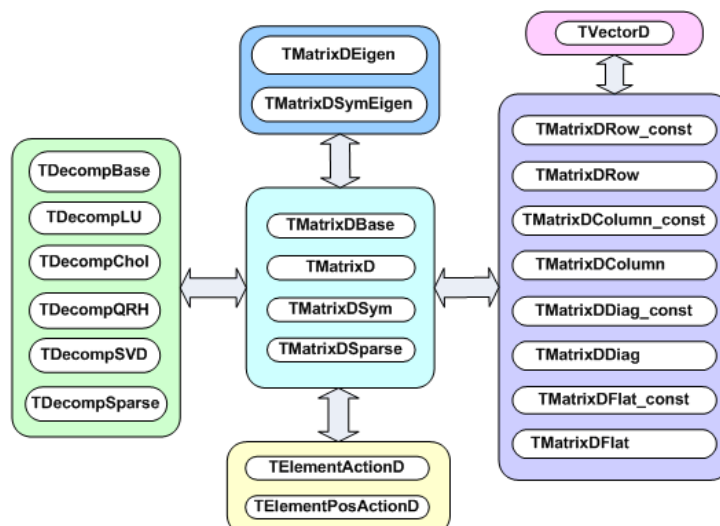 TVectorD
TMatrixDEigen
TMatrixDSymEigen
TDecompBase
TDecompLU
TDecompChol
TDecompQRH
TDecompSVD
TDecompSparse
TMatrixDBase
TMatrixD
TMatrixDSym
TMatrixDSparse
TMatrixDRow_const
TMatrixDRow
TMatrixDColumn_const
TMatrixDColumn
TMatrixDDiag_const
TMatrixDDiag
TMatrixDFlat_const
TMatrixDFlat
TElementActionD
TElementPosActionD